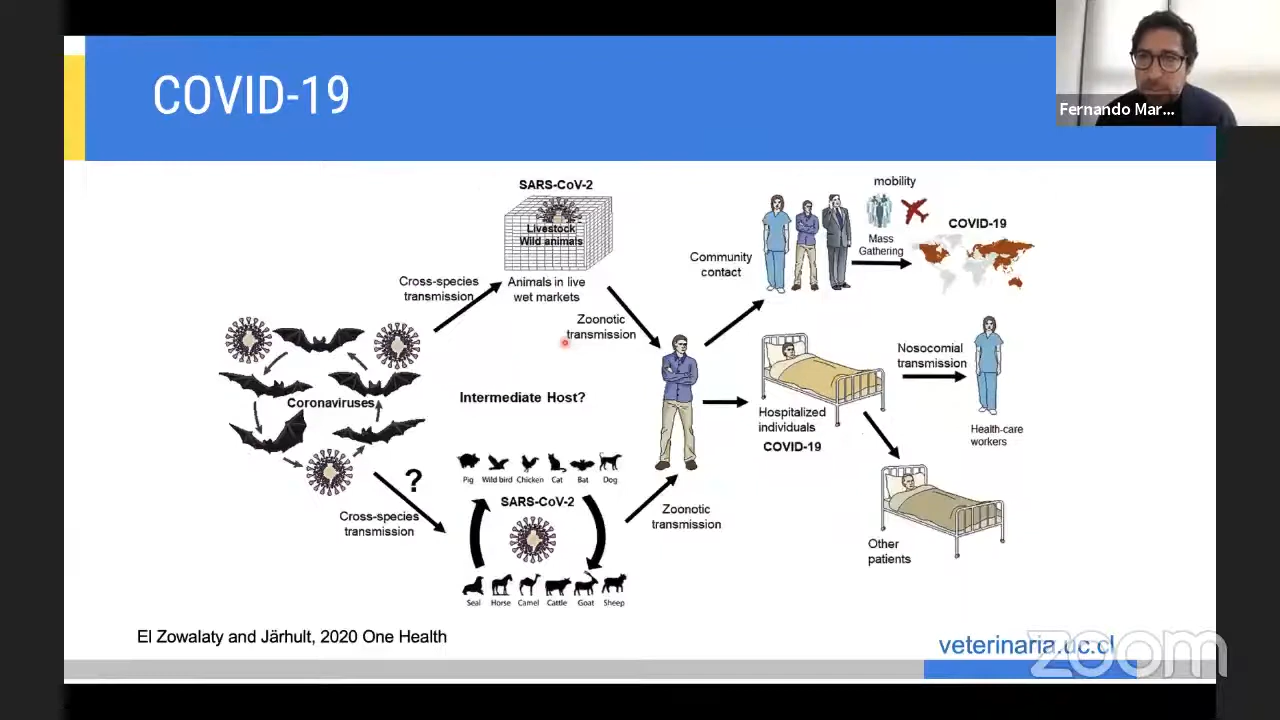 COVID-19
Fernando Mar...
SARS-CoV-2
Livestock
Wild animals
Animals in live
wet markets
Cross-species
transmission
Zoonotic
transmission
Coronaviruses
Intermediate Host?
?
Cross-species
transmission
Pig
Wild bird
Chicken
Cat
Bat
Dog
SARS-CoV-2
Seal
Horse
Camel
Cattle
Goat
Sheep
Zoonotic
transmission
Community
contact
mobility
Mass
Gathering
COVID-19
Hospitalized
individuals
COVID-19
Nosocomial
transmission
Health-care
workers
Other
patients
El Zowalaty and Järhult, 2020 One Health
veterinaria.uc.cl
zoom